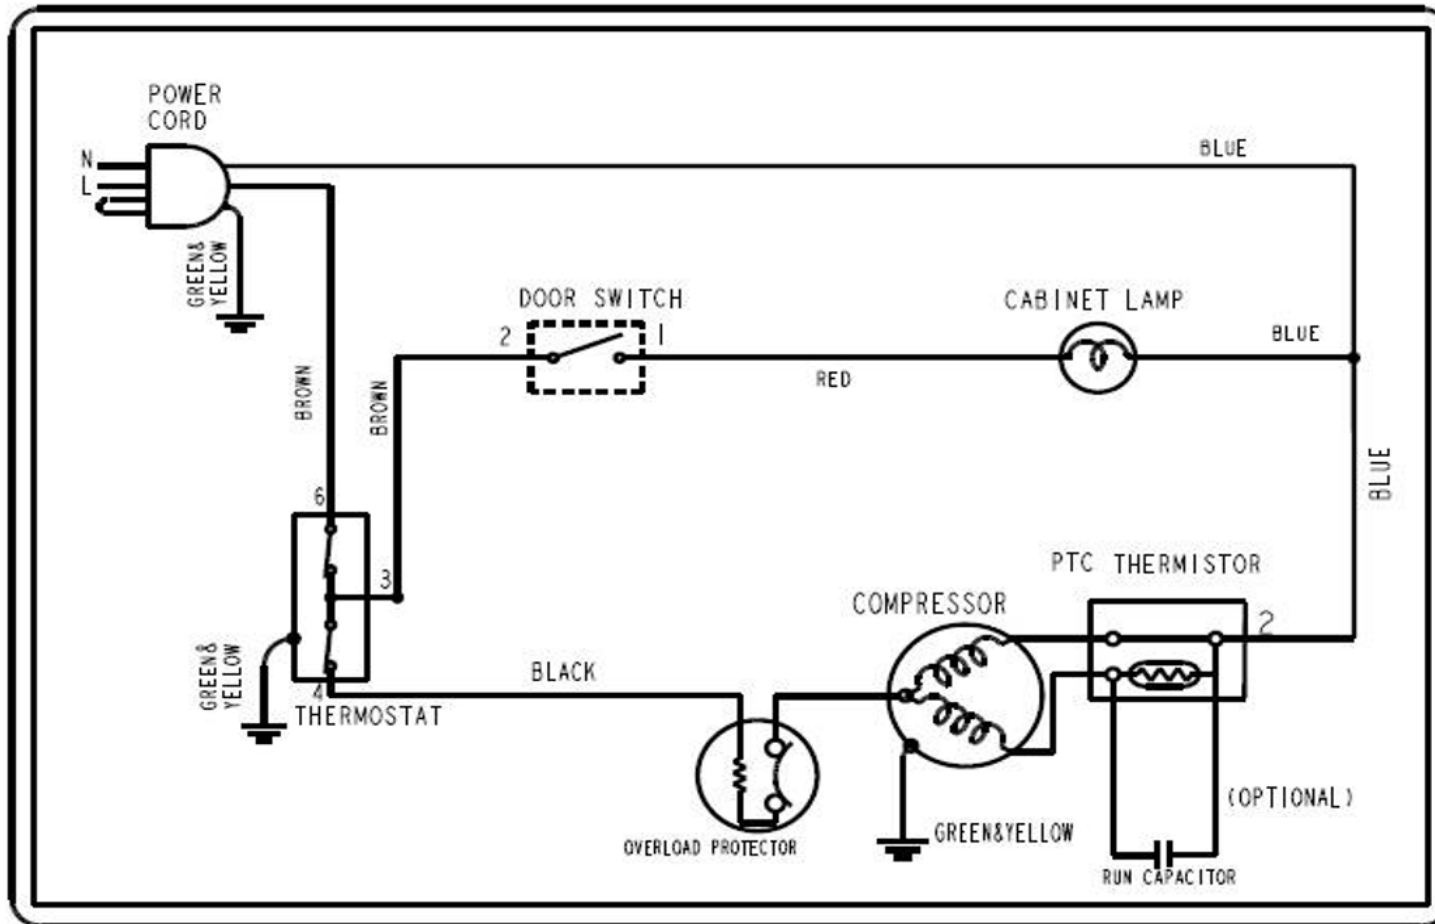 POWER
CORD
N
L
BLUE
GREEN&
YELLOW
DOOR SWITCH
2
1
CABINET LAMP
BLUE
RED
BROWN
BROWN
BLUE
6
3
PTC THERMISTOR
COMPRESSOR
2
GREEN&
YELLOW
BLACK
4
THERMOSTAT
(OPTIONAL)
GREEN&YELLOW
OVERLOAD PROTECTOR
RUN CAPACITOR